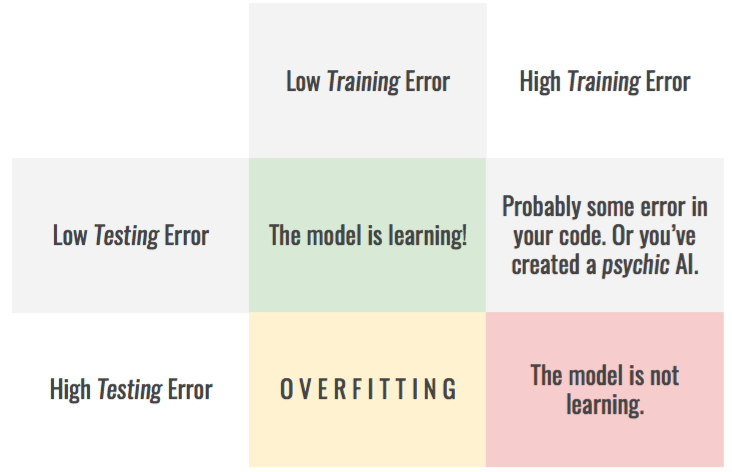 Low Training Error
High Training Error
Low Testing Error
The model is learning!
Probably some error in
your code. Or you've
created a psychic AI.
High Testing Error
OVERFITTING
The model is not
learning.